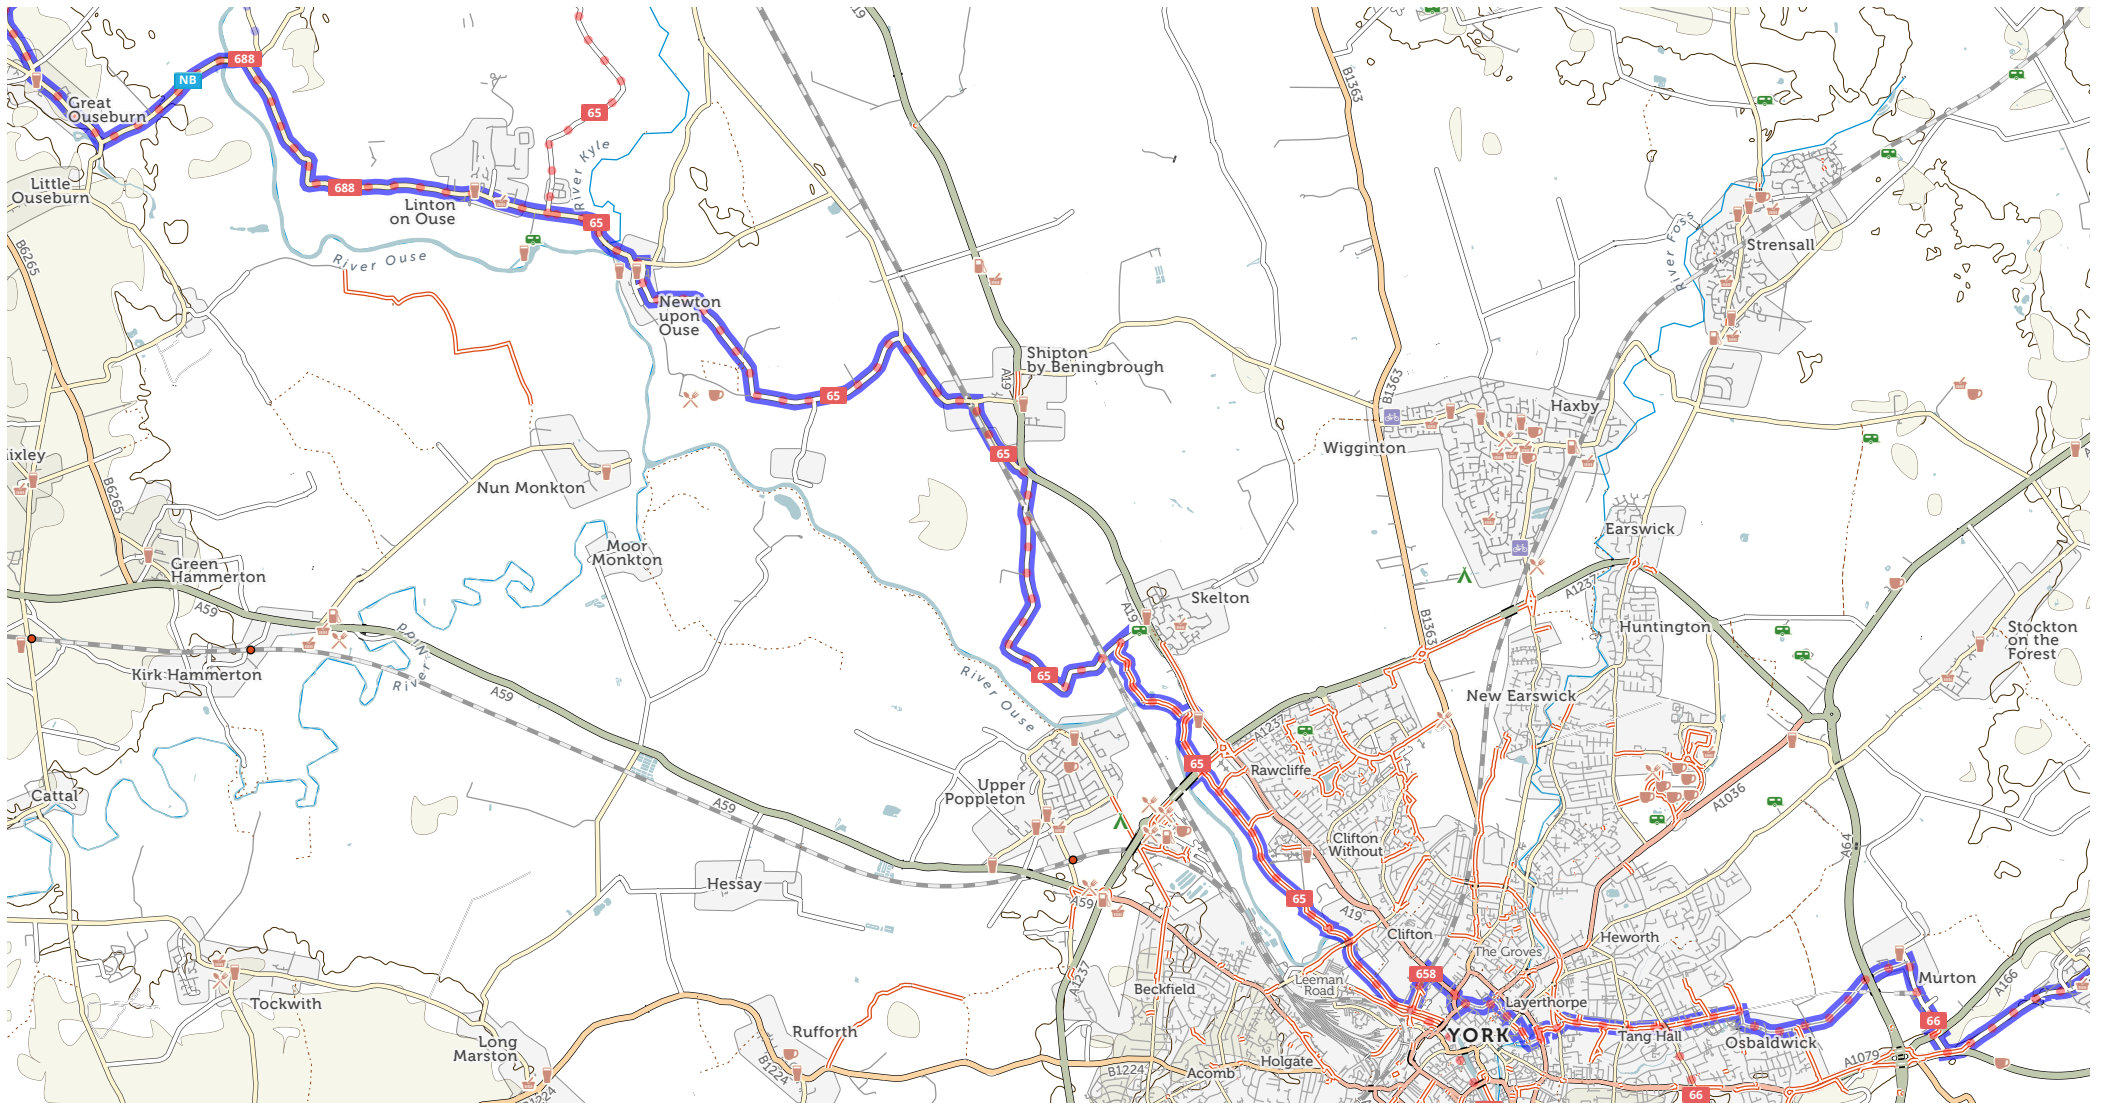 A19
688
NB
Great
Ouseburn
65
B1363
River Kyle
Little
Ouseburn
688
Linton
on Ouse
65
River Foss
Strensall
B6265
River Ouse
Newton
upon
Ouse
Shipton
by Beningbrough
A19
65
B1363
Haxby
Wigginton
65
ixley
B6265
Nun Monkton
Earswick
Moor
Monkton
Green
Hammerton
A59
A1237
Skelton
A19
B1363
Huntington
Stockton
on the
Forest
River Nidd
Kirk Hammerton
A59
65
River Ouse
New Earswick
A1237
65
Rawcliffe
Upper
Poppleton
Cattal
A59
A1036
Clifton
Without
A64
Hessay
65
A59
A19
Clifton
Heworth
The Groves
658
Murton
A1237
Beckfield
Leeman
Road
A166
Layerthorpe
Tockwith
66
Rufforth
YORK
Tang Hall
Osbaldwick
Long
Marston
Holgate
A1079
B1224
B1224
Acomb
66
B1224